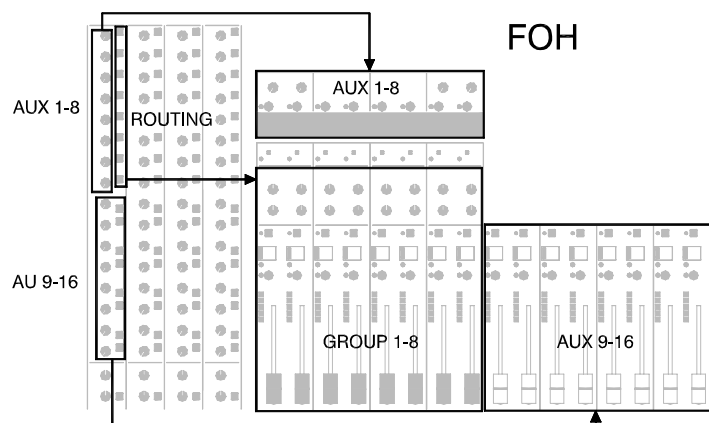 FOH
AUX 1-8
AUX 1-8
ROUTING
AU 9-16
GROUP 1-8
AUX 9-16